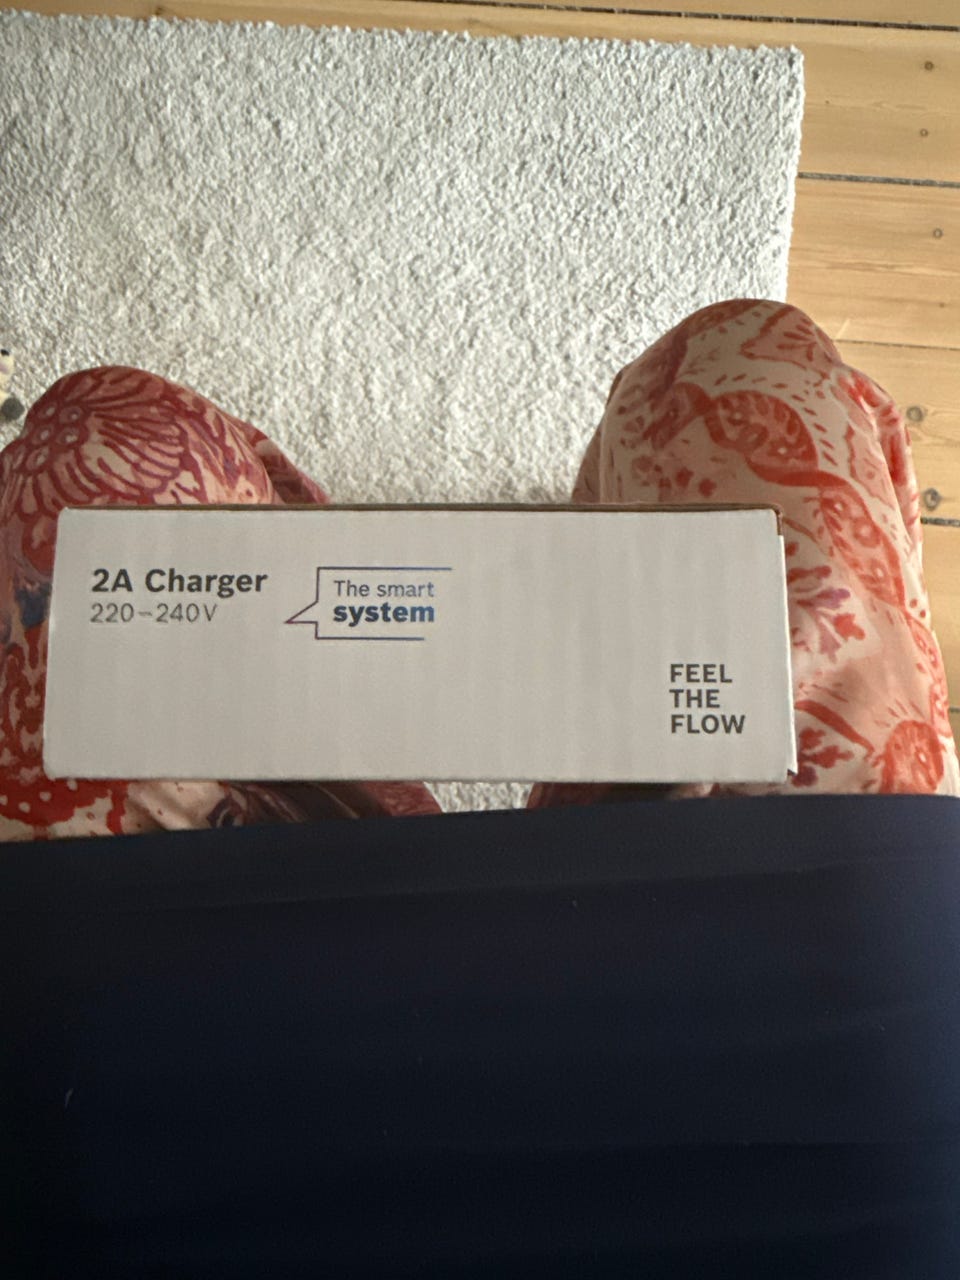 2A Charger
220-240V
The smart
system
FEEL
THE
FLOW